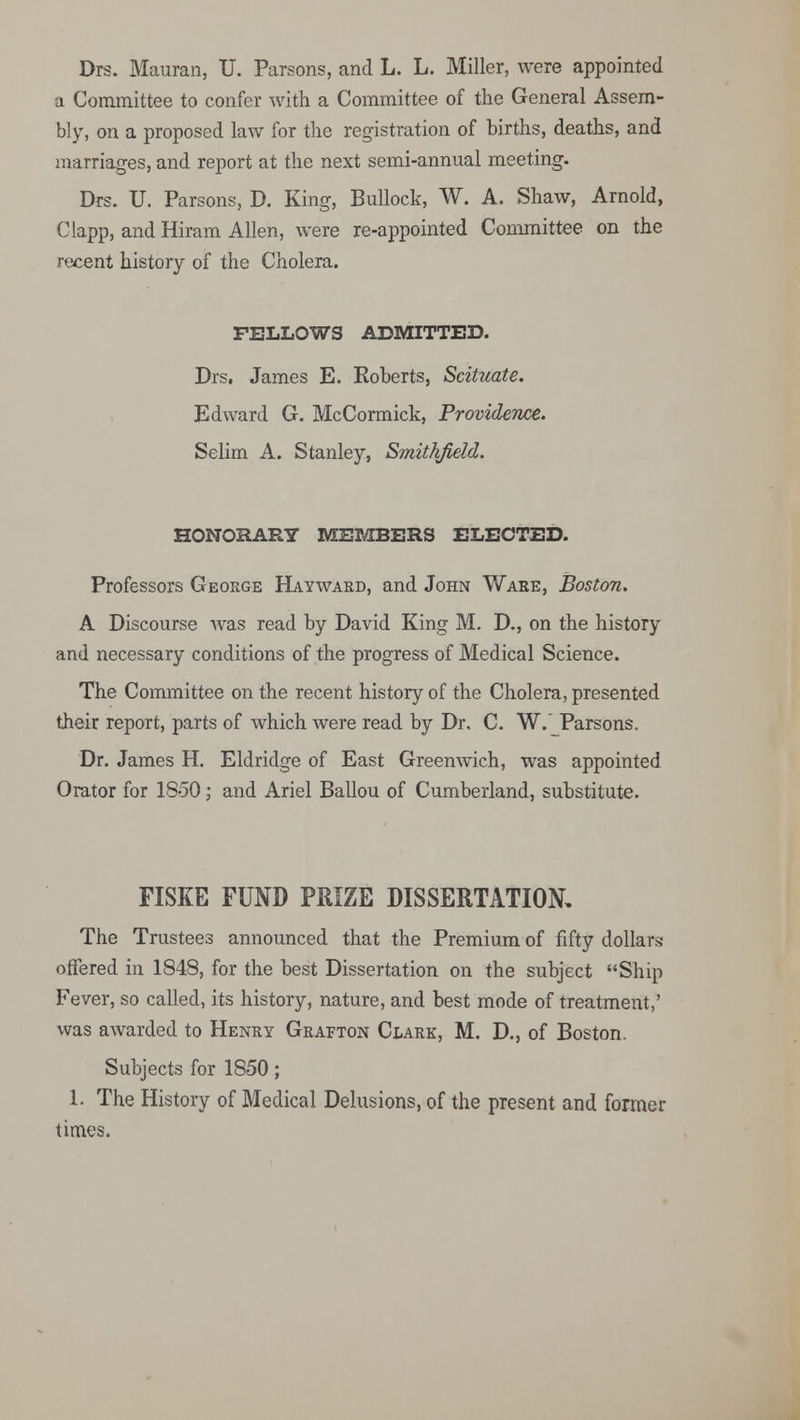 Drs. Mauran, U. Parsons, and L. L. Miller, were appointed
a Committee to confer with a Committee of the General Assem-
bly, on a proposed law for the registration of births, deaths, and
marriages, and report at the next semi-annual meeting.
Drs. U. Parsons, D. King, Bullock, W. A. Shaw, Arnold,
Clapp, and Hiram Allen, were re-appointed Committee on the
recent history of the Cholera.
FELLOWS ADMITTED.
Drs. James E. Roberts, Scituate.
Edward G. McCormick, Providence.
Selim A. Stanley, Smithfield.
HONORARY MEMBERS ELECTED.
Professors George Hayward, and John Ware, Boston.
A Discourse was read by David King M. D., on the history
and necessary conditions of the progress of Medical Science.
The Committee on the recent history of the Cholera, presented
their report, parts of which were read by Dr. C. W. Parsons.
Dr. James H. Eldridge of East Greenwich, was appointed
Orator for 1850; and Ariel Ballou of Cumberland, substitute.
FISKE FUND PRIZE DISSERTATION.
The Trustees announced that the Premium of fifty dollars
offered in 1848, for the best Dissertation on the subject “Ship
Fever, so called, its history, nature, and best mode of treatment,’
was awarded to Henry Grafton Clark, M. D., of Boston.
Subjects for 1850;
1. The History of Medical Delusions, of the present and former
times.